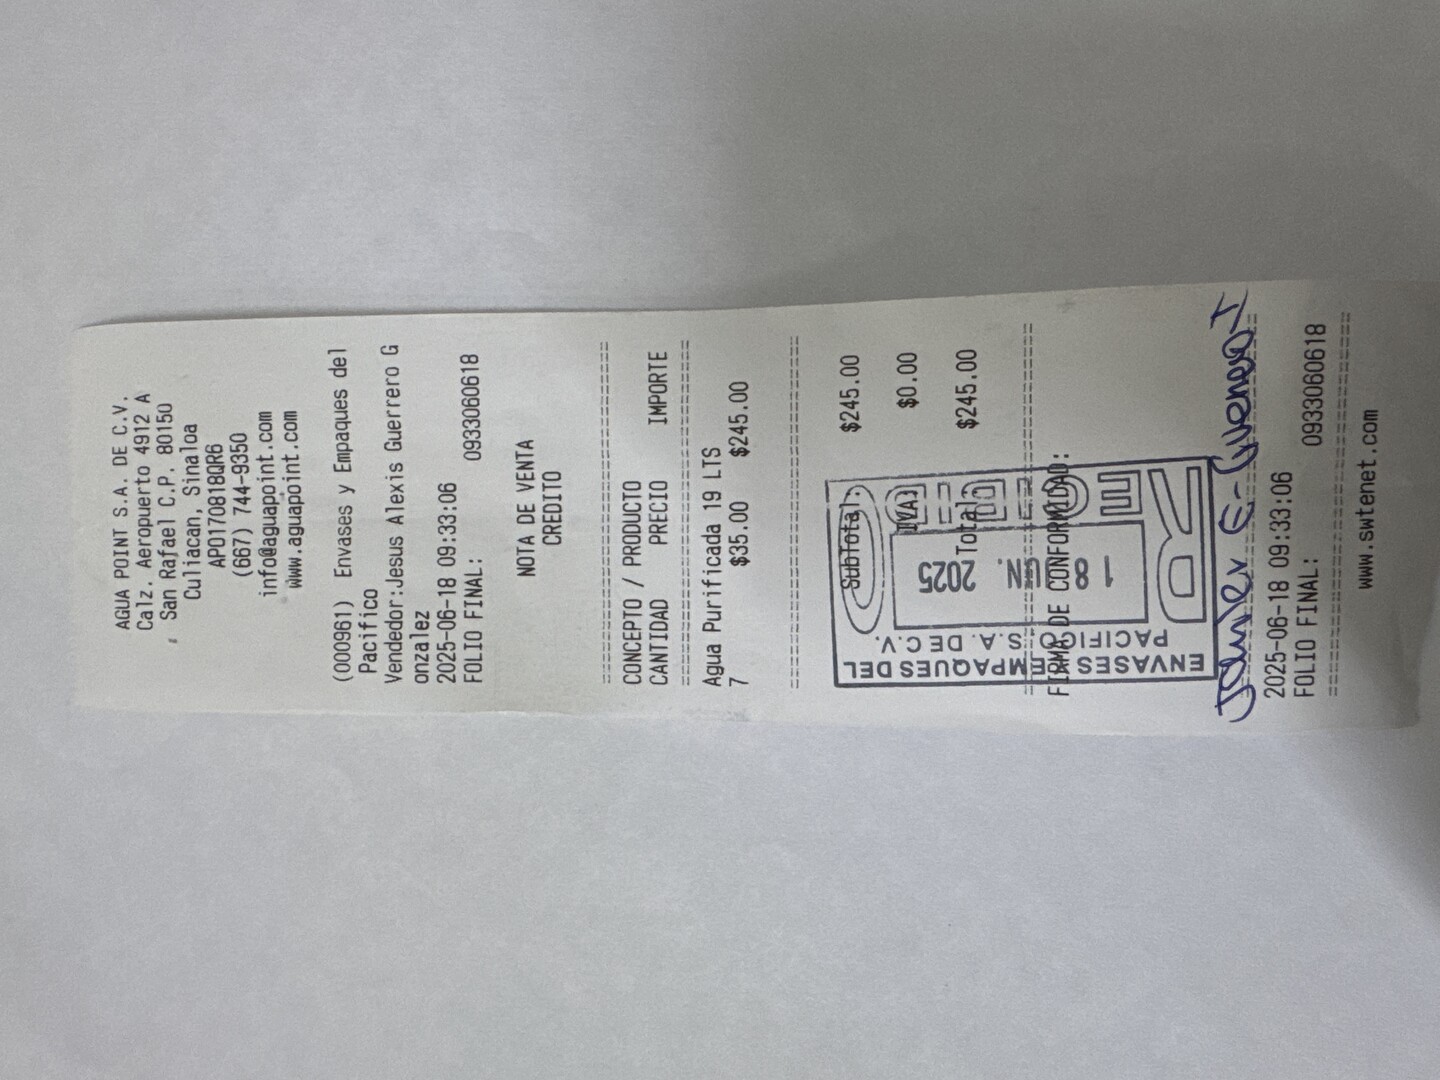 AGUA POINT S.A. DE C.V.
Calz. Aeropuerto 4912 A
, San Rafael C.P. 80150
Culiacan, Sinaloa
APO170818QR6
(667) 744-9350
info@aguapoint.com
www.aguapoint.com
(000961) Envases y Empaques del
Pacifico
Vendedor:Jesus Alexis Guerrero G
onzalez
2025-06-18 09:33:06
FOLIO FINAL: 0933060618
NOTA DE VENTA
CREDITO
================================
CONCEPTO / PRODUCTO
CANTIDAD PRECIO IMPORTE
================================
Agua Purificada 19 LTS
7 $35.00 $245.00
================================
SubTotal: $245.00
IVA: $0.00
Total: $245.00
================================
FIRMA DE CONFORMIDAD:
ENVASES Y EMPAQUES DEL
PACIFICO S.A. DE C.V.
18 JUN. 2025
RECIBIDO
Javier E. Guerrero I
================================
2025-06-18 09:33:06
FOLIO FINAL: 0933060618
================================
www.swtenet.com